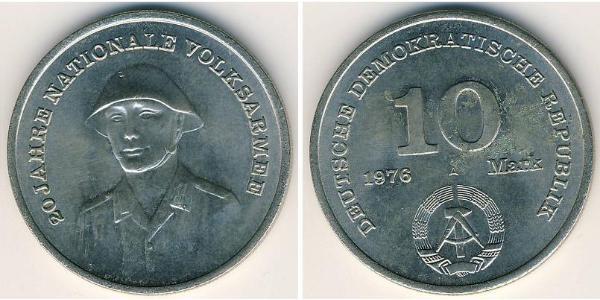 20 JAHRE NATIONALE VOLKSARMEE
DEUTSCHE DEMOKRATISCHE REPUBLIK
10
1976 A Mark